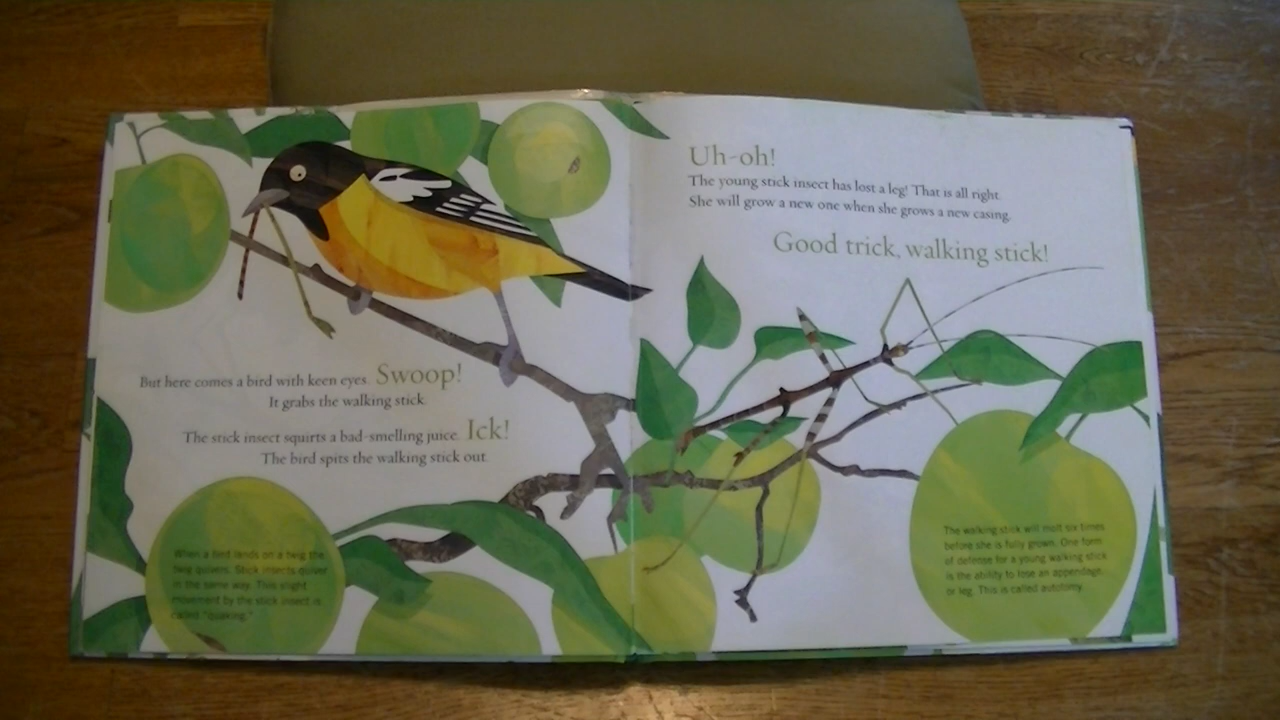 But here comes a bird with keen eyes. Swoop!
It grabs the walking stick.
The stick insect squirts a bad-smelling juice. Ick!
The bird spits the walking stick out.
When a bird lands on a twig the
twig quivers. Stick insects quiver
in the same way. This slight
movement by the stick insect is
called "quaking."
Uh-oh!
The young stick insect has lost a leg! That is all right.
She will grow a new one when she grows a new casing.
Good trick, walking stick!
The walking stick will molt six times
before she is fully grown. One form
of defense for a young walking stick
is the ability to lose an appendage,
or leg. This is called autotomy.